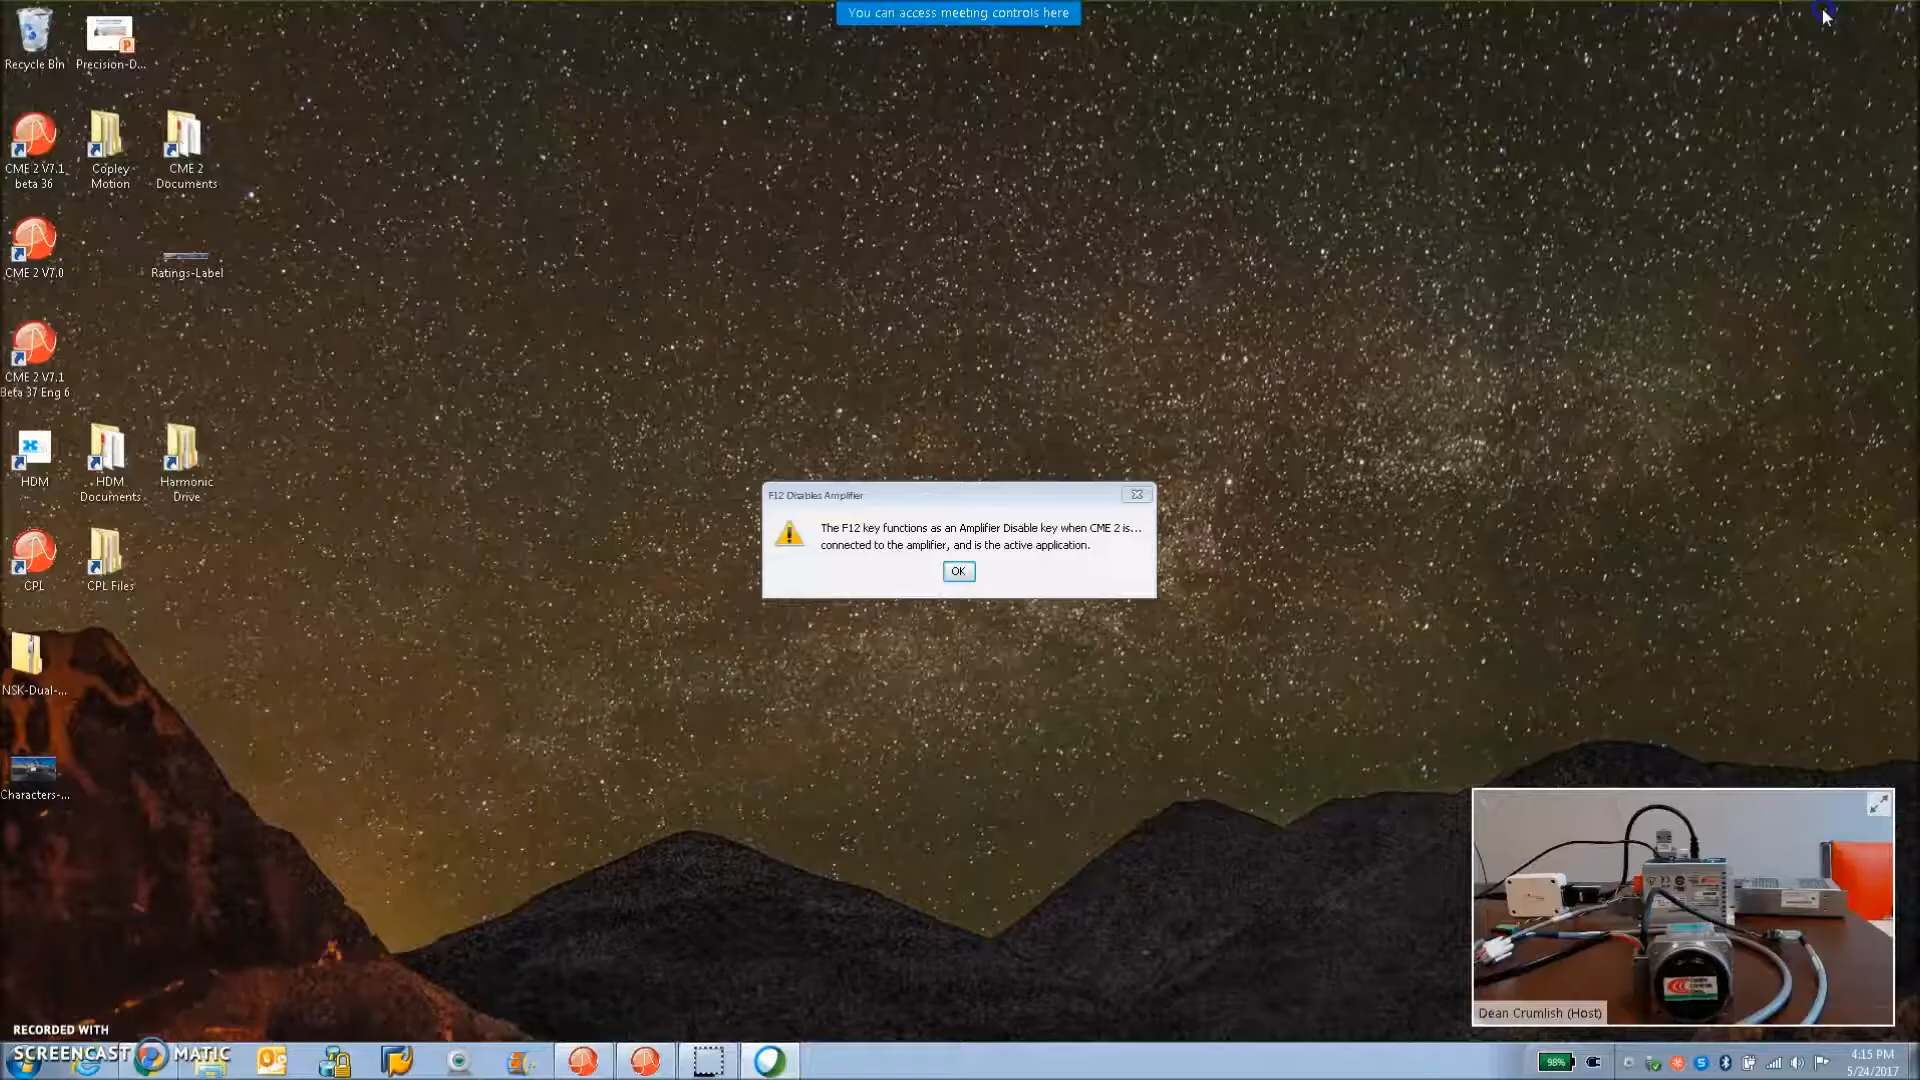 You can access meeting controls here
Recycle Bin
Precision-D...
CME 2 V7.1
beta 36
Copley
Motion
CME 2
Documents
CME 2 V7.0
Ratings-Label
CME 2 V7.1
Beta 37 Eng 6
HDM
HDM
Documents
Harmonic
Drive
CPL
CPL Files
NSK-Dual-...
Characters-...
F12 Disables Amplifier
The F12 key functions as an Amplifier Disable key when CME 2 is...
connected to the amplifier, and is the active application.
OK
Dean Crumlish (Host)
RECORDED WITH
SCREENCAST MATIC
98%
4:15 PM
5/24/2017